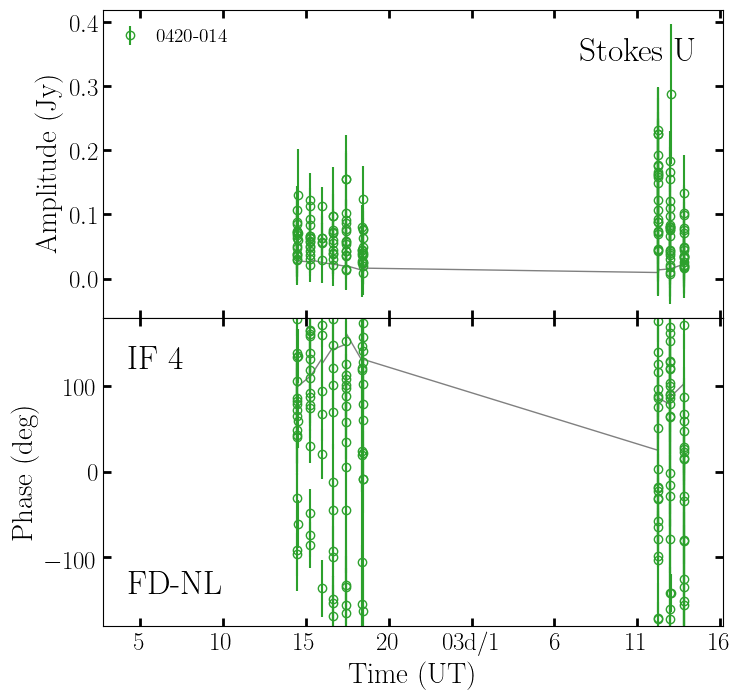 0420-014
Stokes U
Amplitude (Jy)
0.4
0.3
0.2
0.1
0.0
IF 4
FD-NL
Phase (deg)
100
0
−100
5 10 15 20 03d/1 6 11 16
Time (UT)